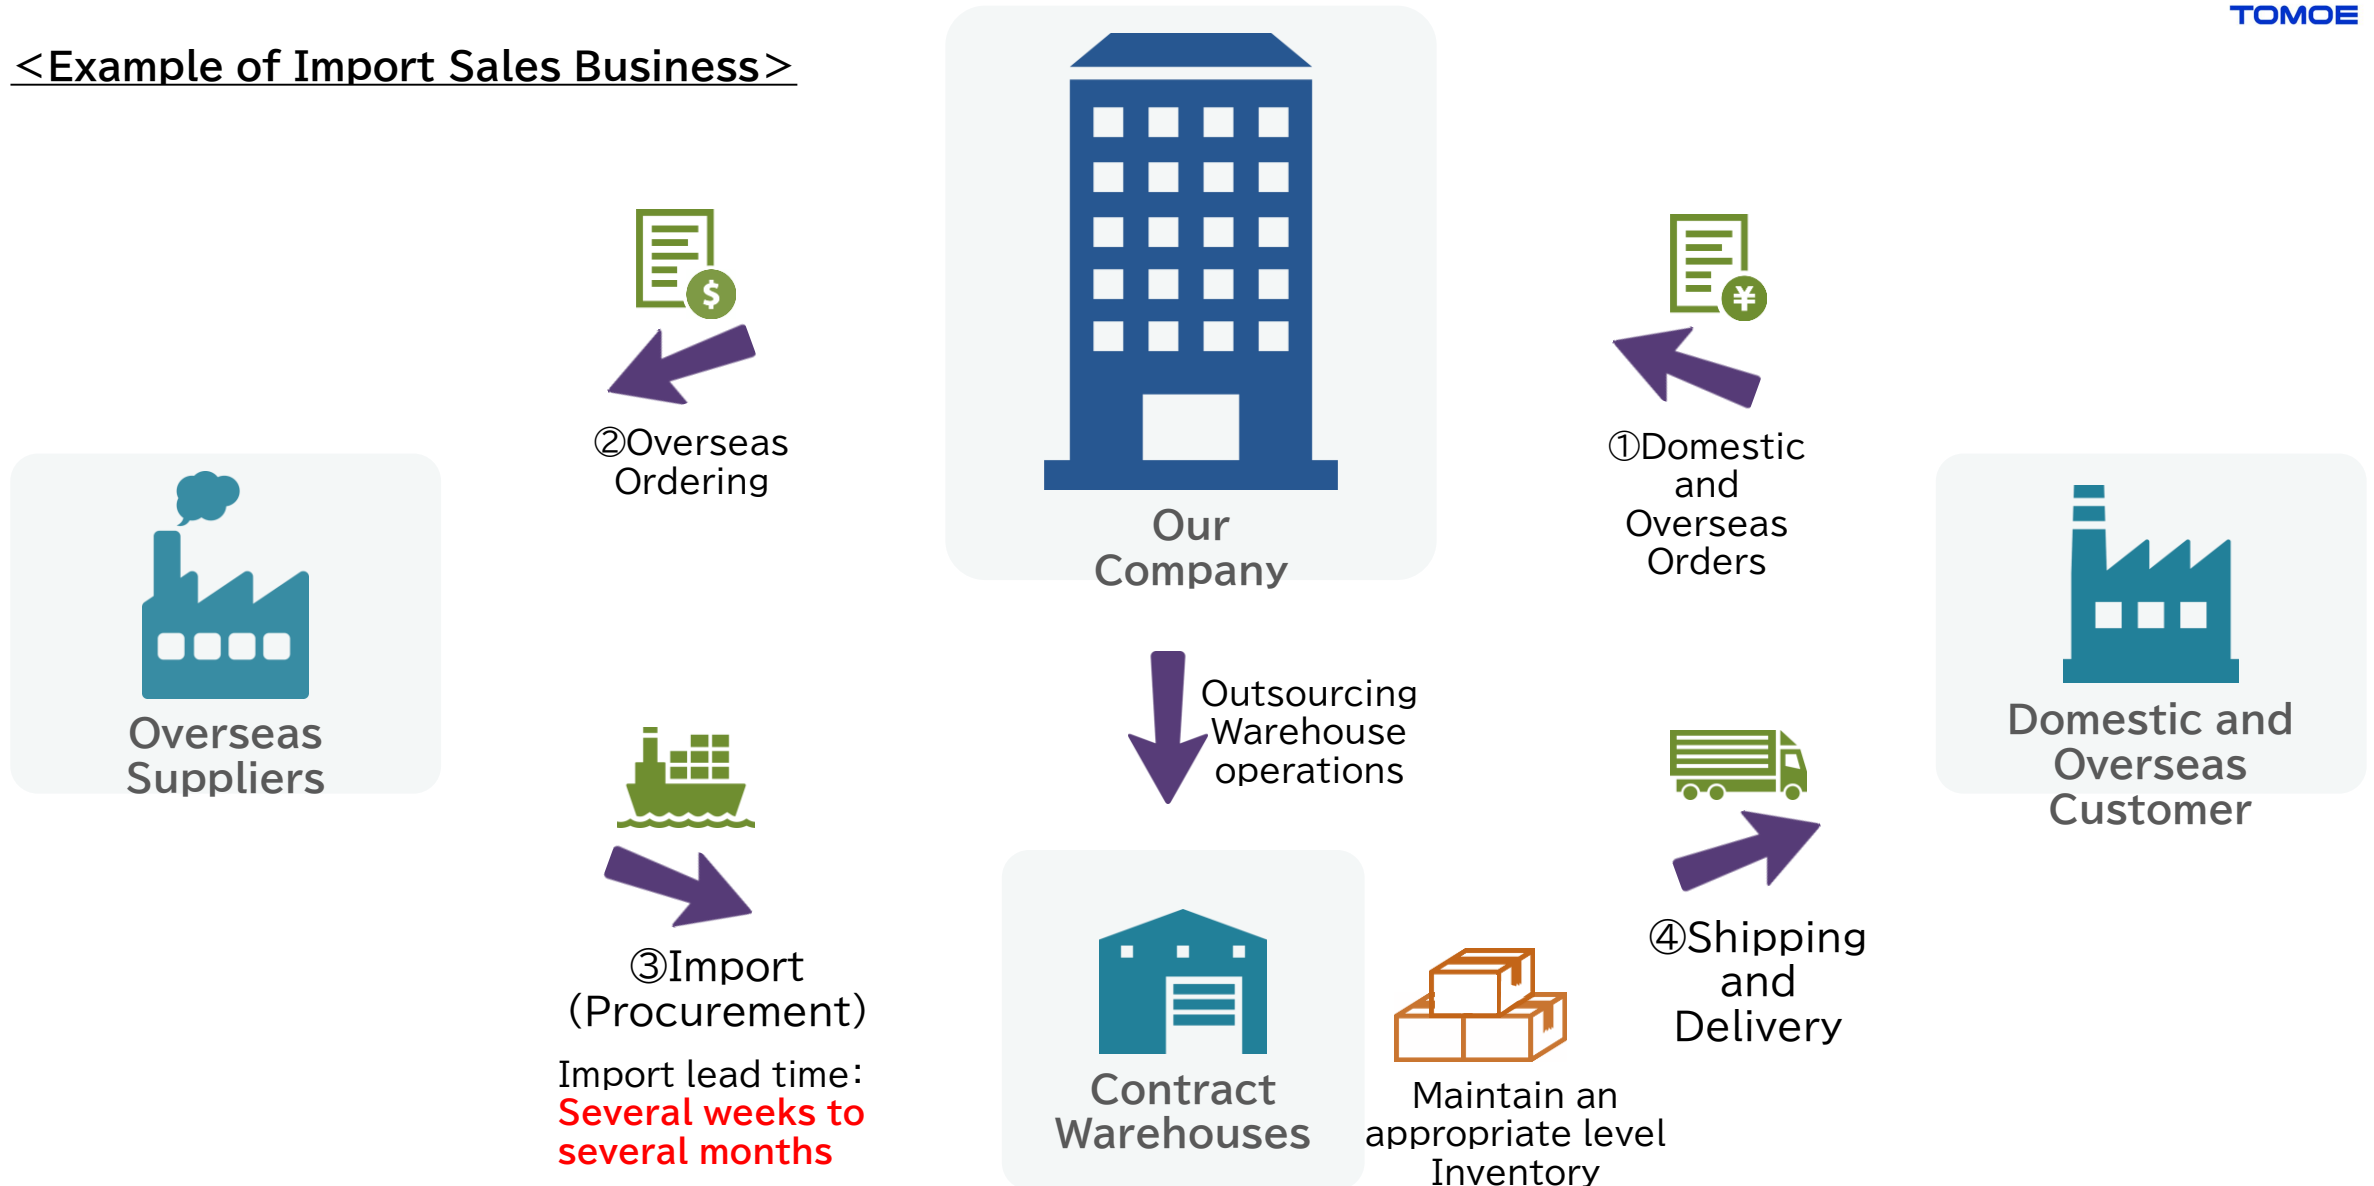 TOMOE
<Example of Import Sales Business>
$
¥
②Overseas
Ordering
①Domestic
and
Overseas
Orders
Our
Company
Overseas
Suppliers
Outsourcing
Warehouse
operations
Domestic and
Overseas
Customer
③Import
(Procurement)
Import lead time:
Several weeks to
several months
Contract
Warehouses
Maintain an
appropriate level
Inventory
④Shipping
and
Delivery